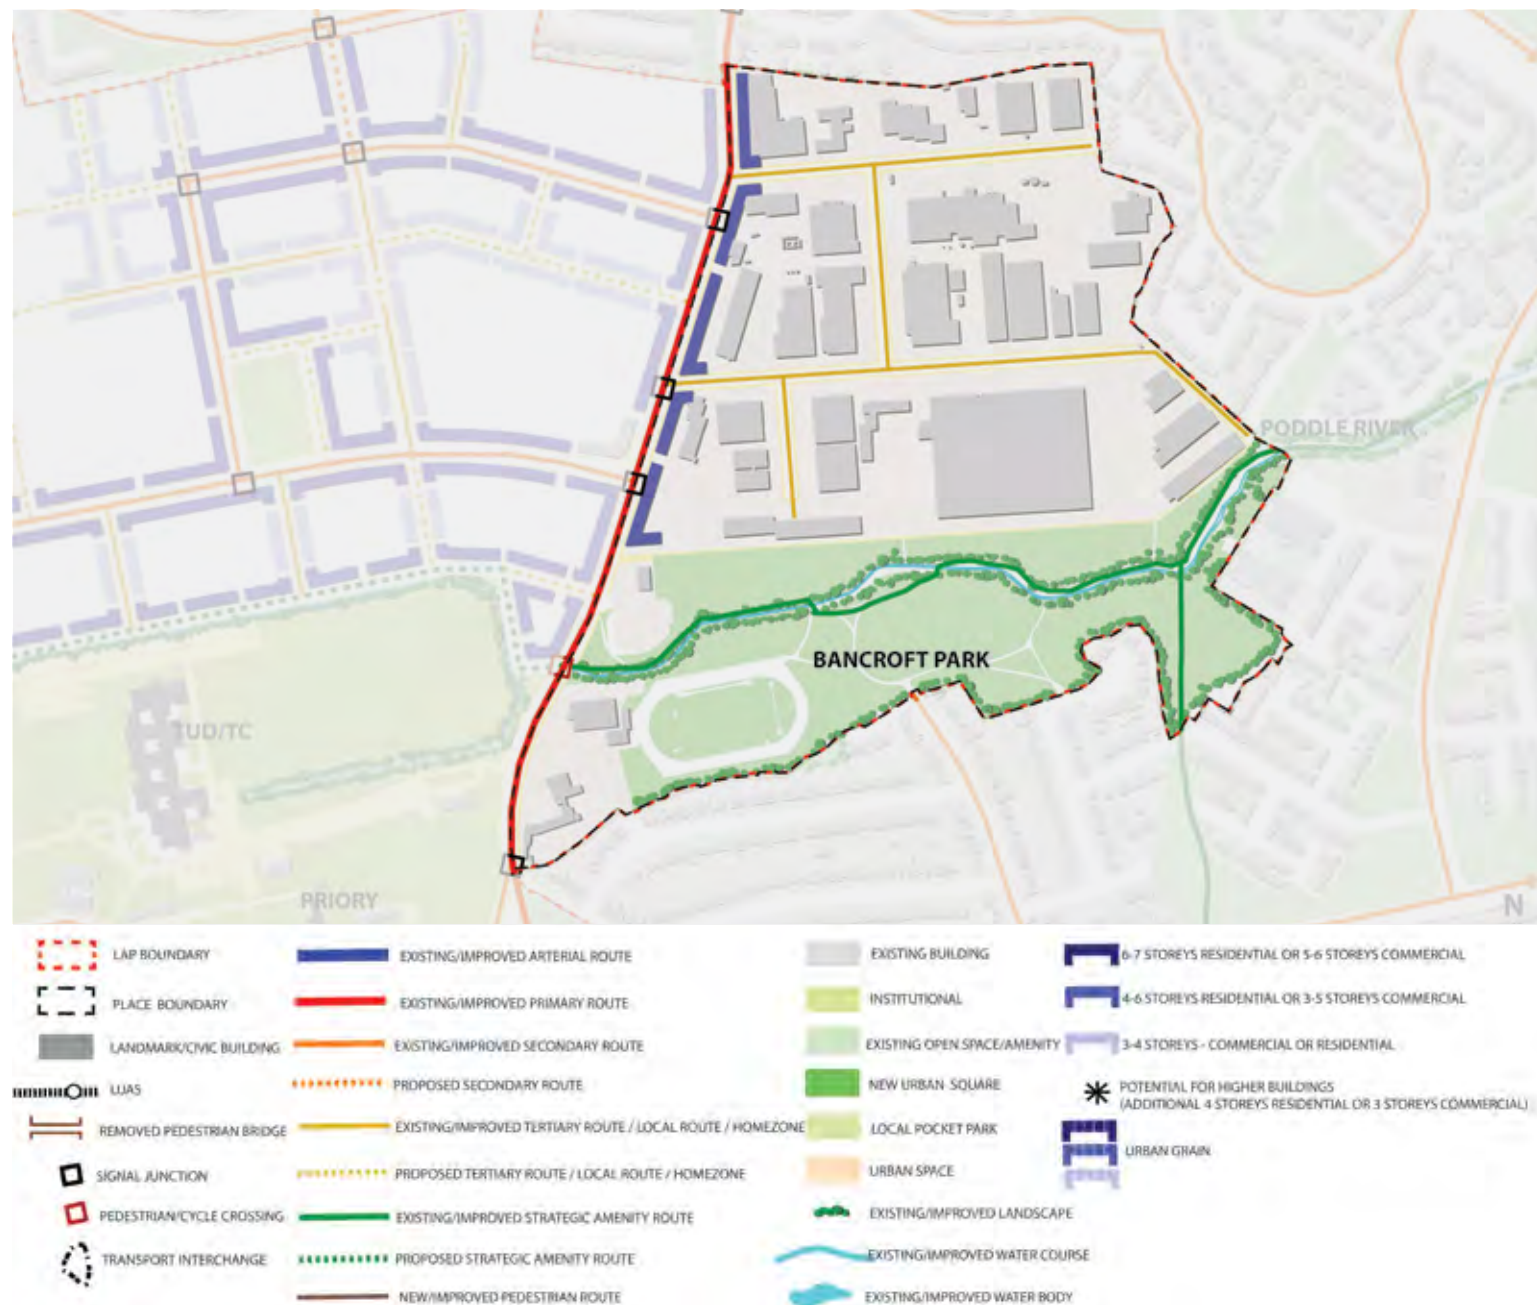 PODDLE RIVER
BANCROFT PARK
TUD/TC
PRIORY
N
LAP BOUNDARY
PLACE BOUNDARY
LANDMARK/CIVIC BUILDING
LUAS
REMOVED PEDESTRIAN BRIDGE
SIGNAL JUNCTION
PEDESTRIAN/CYCLE CROSSING
TRANSPORT INTERCHANGE
EXISTING/IMPROVED ARTERIAL ROUTE
EXISTING/IMPROVED PRIMARY ROUTE
EXISTING/IMPROVED SECONDARY ROUTE
PROPOSED SECONDARY ROUTE
EXISTING/IMPROVED TERTIARY ROUTE / LOCAL ROUTE / HOMEZONE
PROPOSED TERTIARY ROUTE / LOCAL ROUTE / HOMEZONE
EXISTING/IMPROVED STRATEGIC AMENITY ROUTE
PROPOSED STRATEGIC AMENITY ROUTE
NEW/IMPROVED PEDESTRIAN ROUTE
EXISTING BUILDING
INSTITUTIONAL
EXISTING OPEN SPACE/AMENITY
NEW URBAN SQUARE
LOCAL POCKET PARK
URBAN SPACE
EXISTING/IMPROVED LANDSCAPE
EXISTING/IMPROVED WATER COURSE
EXISTING/IMPROVED WATER BODY
6-7 STOREYS RESIDENTIAL OR 5-6 STOREYS COMMERCIAL
4-6 STOREYS RESIDENTIAL OR 3-5 STOREYS COMMERCIAL
3-4 STOREYS - COMMERCIAL OR RESIDENTIAL
POTENTIAL FOR HIGHER BUILDINGS
(ADDITIONAL 4 STOREYS RESIDENTIAL OR 3 STOREYS COMMERCIAL)
URBAN GRAIN